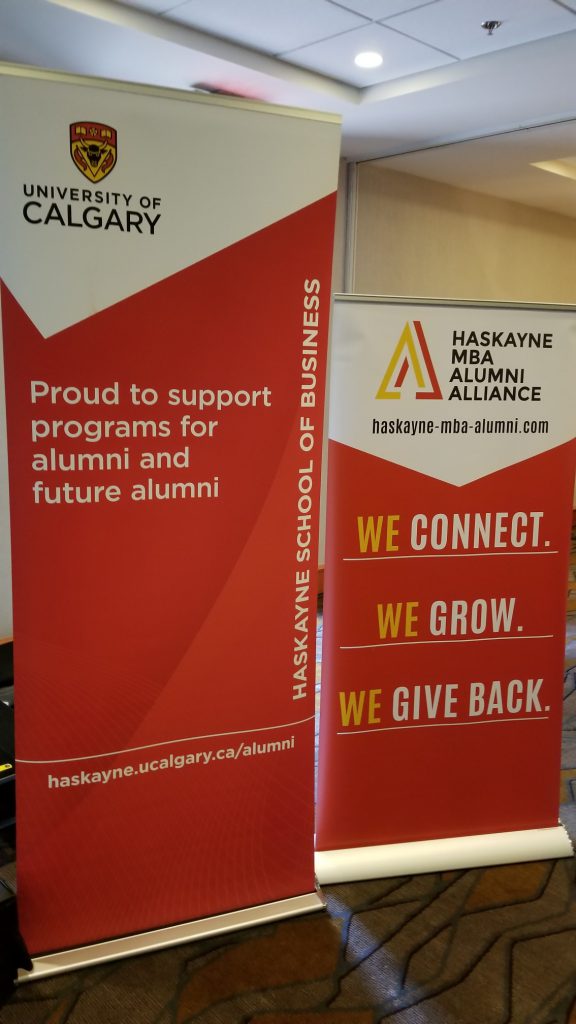 UNIVERSITY OF
CALGARY
Proud to support
programs for
alumni and
future alumni
HASKAYNE SCHOOL OF BUSINESS
haskayne.ucalgary.ca/alumni
HASKAYNE
MBA
ALUMNI
ALLIANCE
haskayne-mba-alumni.com
WE CONNECT.
WE GROW.
WE GIVE BACK.